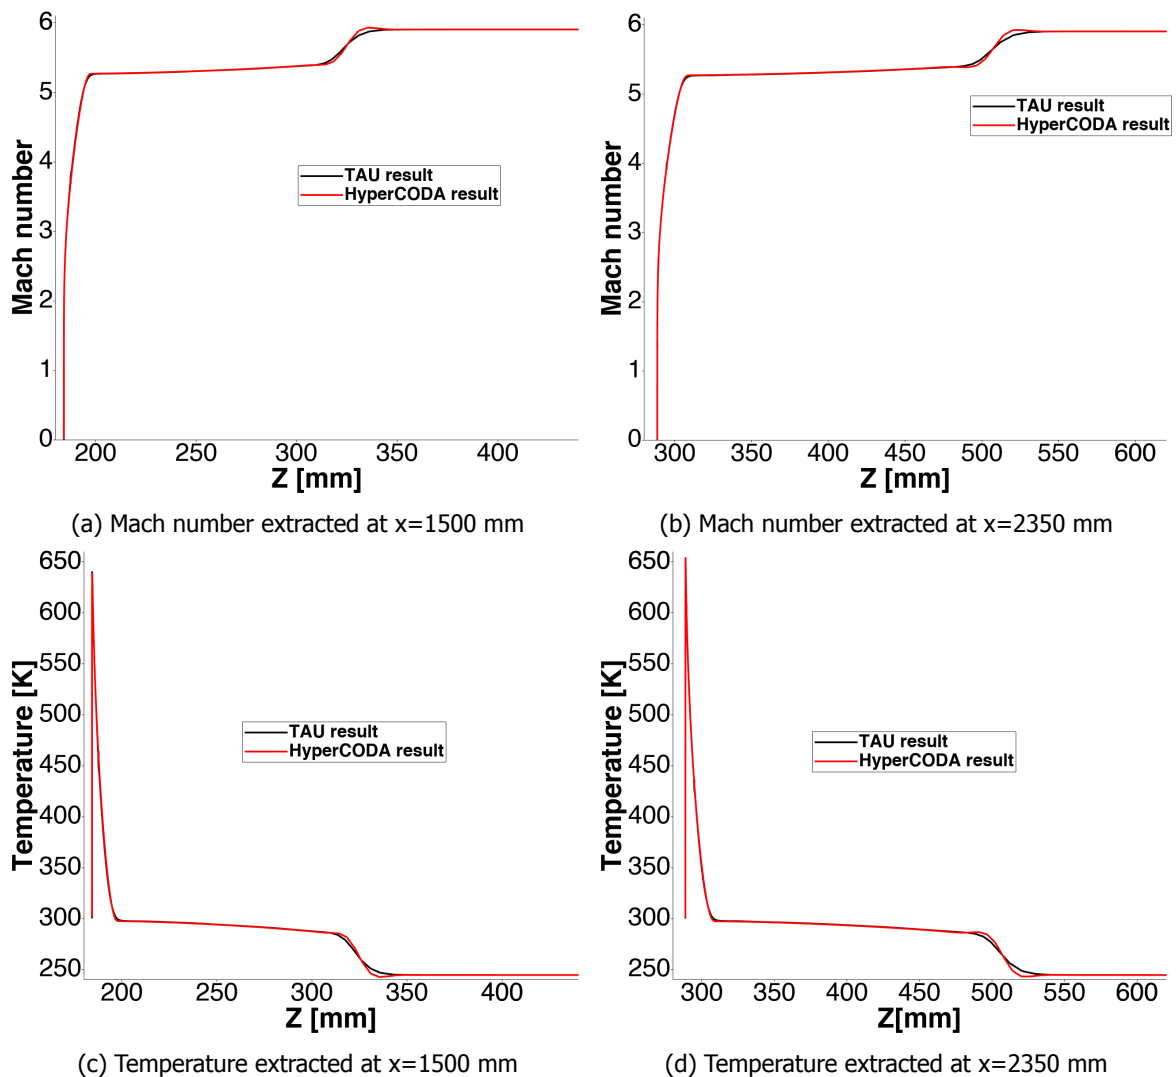 6
5
4
3
2
1
0
Mach number
TAU result
HyperCODA result
200 250 300 350 400
Z [mm]
(a) Mach number extracted at x=1500 mm
6
5
4
3
2
1
0
Mach number
TAU result
HyperCODA result
300 350 400 450 500 550 600
Z [mm]
(b) Mach number extracted at x=2350 mm
650
600
550
500
450
400
350
300
250
Temperature [K]
TAU result
HyperCODA result
200 250 300 350 400
Z [mm]
(c) Temperature extracted at x=1500 mm
650
600
550
500
450
400
350
300
250
Temperature [K]
TAU result
HyperCODA result
300 350 400 450 500 550 600
Z[mm]
(d) Temperature extracted at x=2350 mm